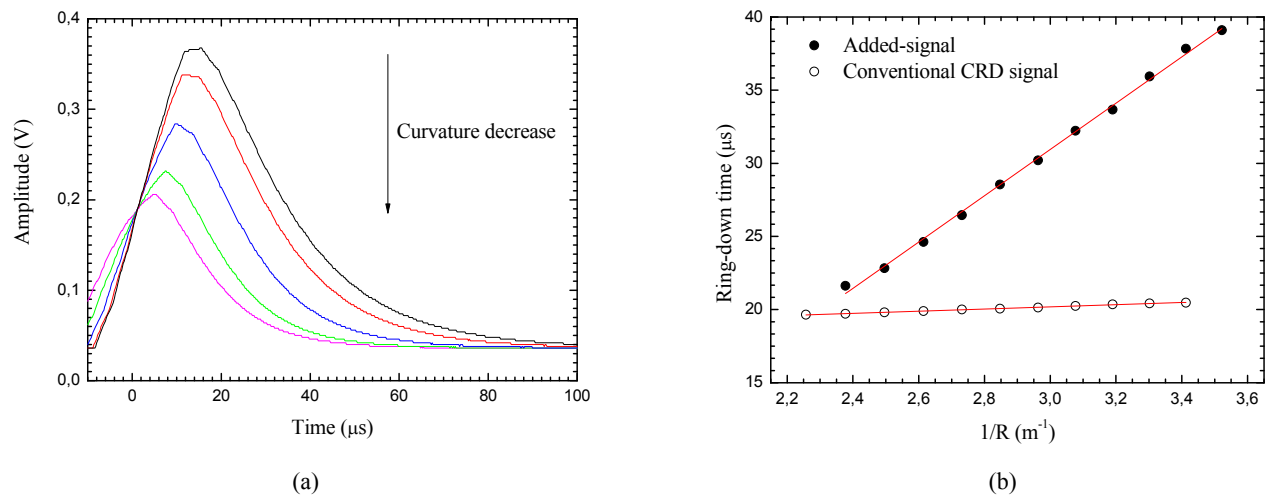 0,4
0,3
0,2
0,1
0,0
Amplitude (V)
Curvature decrease
0
20
40
60
80
100
Time (μs)
(a)
40
35
30
25
20
15
Ring-down time (μs)
Added-signal
Conventional CRD signal
2,2
2,4
2,6
2,8
3,0
3,2
3,4
3,6
1/R (m⁻¹)
(b)